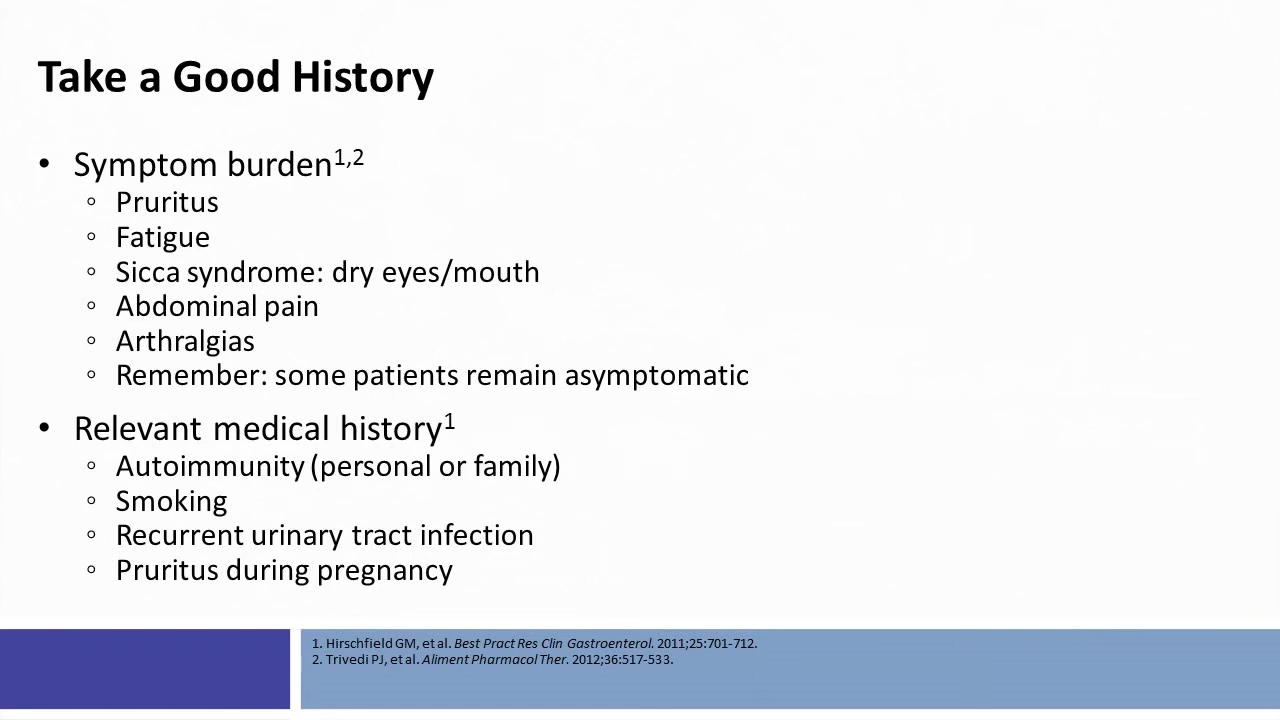 Take a Good History
• Symptom burden1,2
◦ Pruritus
◦ Fatigue
◦ Sicca syndrome: dry eyes/mouth
◦ Abdominal pain
◦ Arthralgias
◦ Remember: some patients remain asymptomatic
• Relevant medical history1
◦ Autoimmunity (personal or family)
◦ Smoking
◦ Recurrent urinary tract infection
◦ Pruritus during pregnancy
1. Hirschfield GM, et al. Best Pract Res Clin Gastroenterol. 2011;25:701-712.
2. Trivedi PJ, et al. Aliment Pharmacol Ther. 2012;36:517-533.